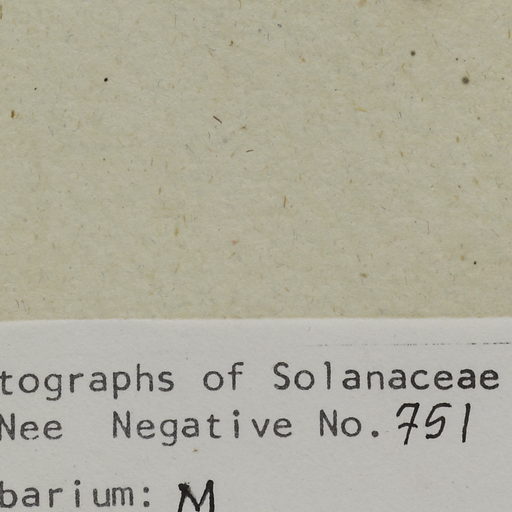 tographs of Solanaceae
Nee Negative No. 751
barium: M